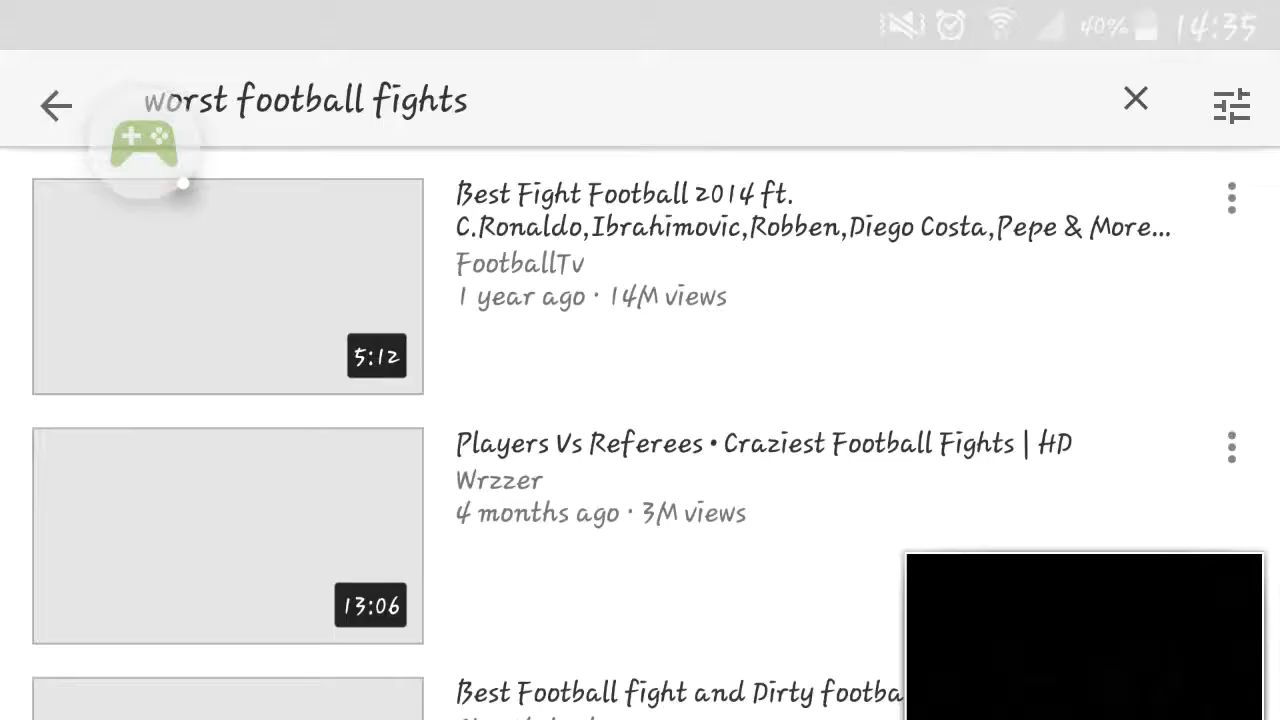 40% 14:35
worst football fights
Best Fight Football 2014 ft.
C.Ronaldo,Ibrahimovic,Robben,Diego Costa,Pepe & More...
FootballTv
1 year ago · 14M views
5:12
Players Vs Referees • Craziest Football Fights | HD
Wrzzer
4 months ago · 3M views
13:06
Best Football fight and Dirty footba